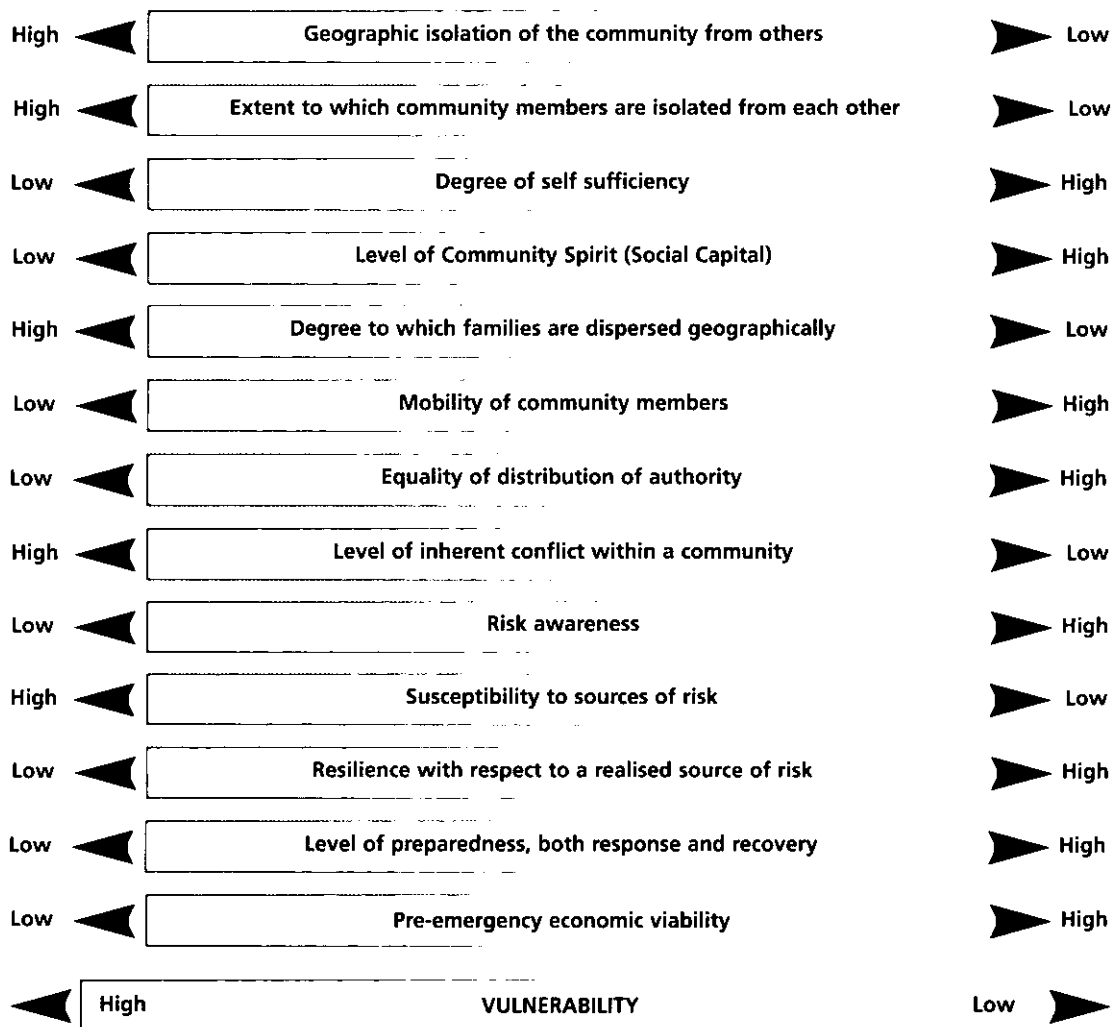 High Geographic isolation of the community from others Low
High Extent to which community members are isolated from each other Low
Low Degree of self sufficiency High
Low Level of Community Spirit (Social Capital) High
High Degree to which families are dispersed geographically Low
Low Mobility of community members High
Low Equality of distribution of authority High
High Level of inherent conflict within a community Low
Low Risk awareness High
High Susceptibility to sources of risk Low
Low Resilience with respect to a realised source of risk High
Low Level of preparedness, both response and recovery High
Low Pre-emergency economic viability High
High VULNERABILITY Low